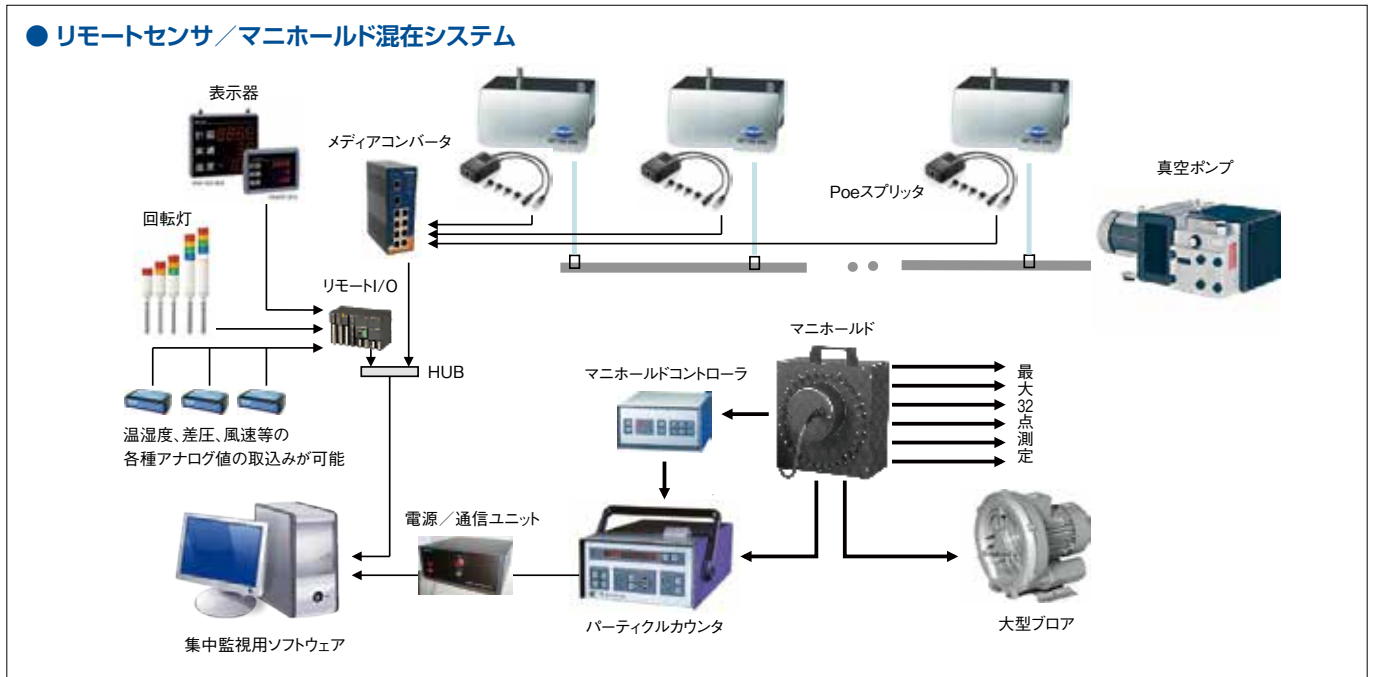 ● リモートセンサ／マニホールド混在システム
表示器
メディアコンバータ
Poeスプリッタ
真空ポンプ
回転灯
リモートI/O
HUB
マニホールド
マニホールドコントローラ
最大32点測定
温湿度、差圧、風速等の
各種アナログ値の取込みが可能
電源／通信ユニット
集中監視用ソフトウェア
パーティクルカウンタ
大型ブロア